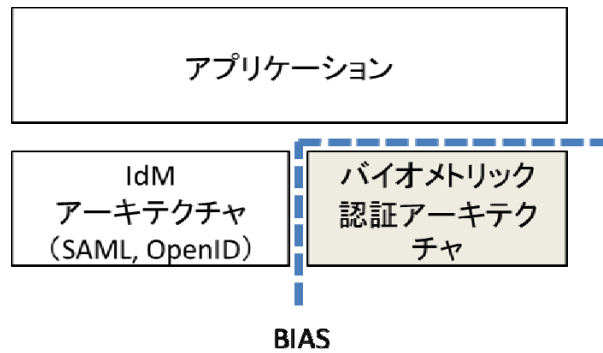 アプリケーション
IdM
アーキテクチャ
(SAML, OpenID)
バイオメトリック
認証アーキテク
チャ
BIAS